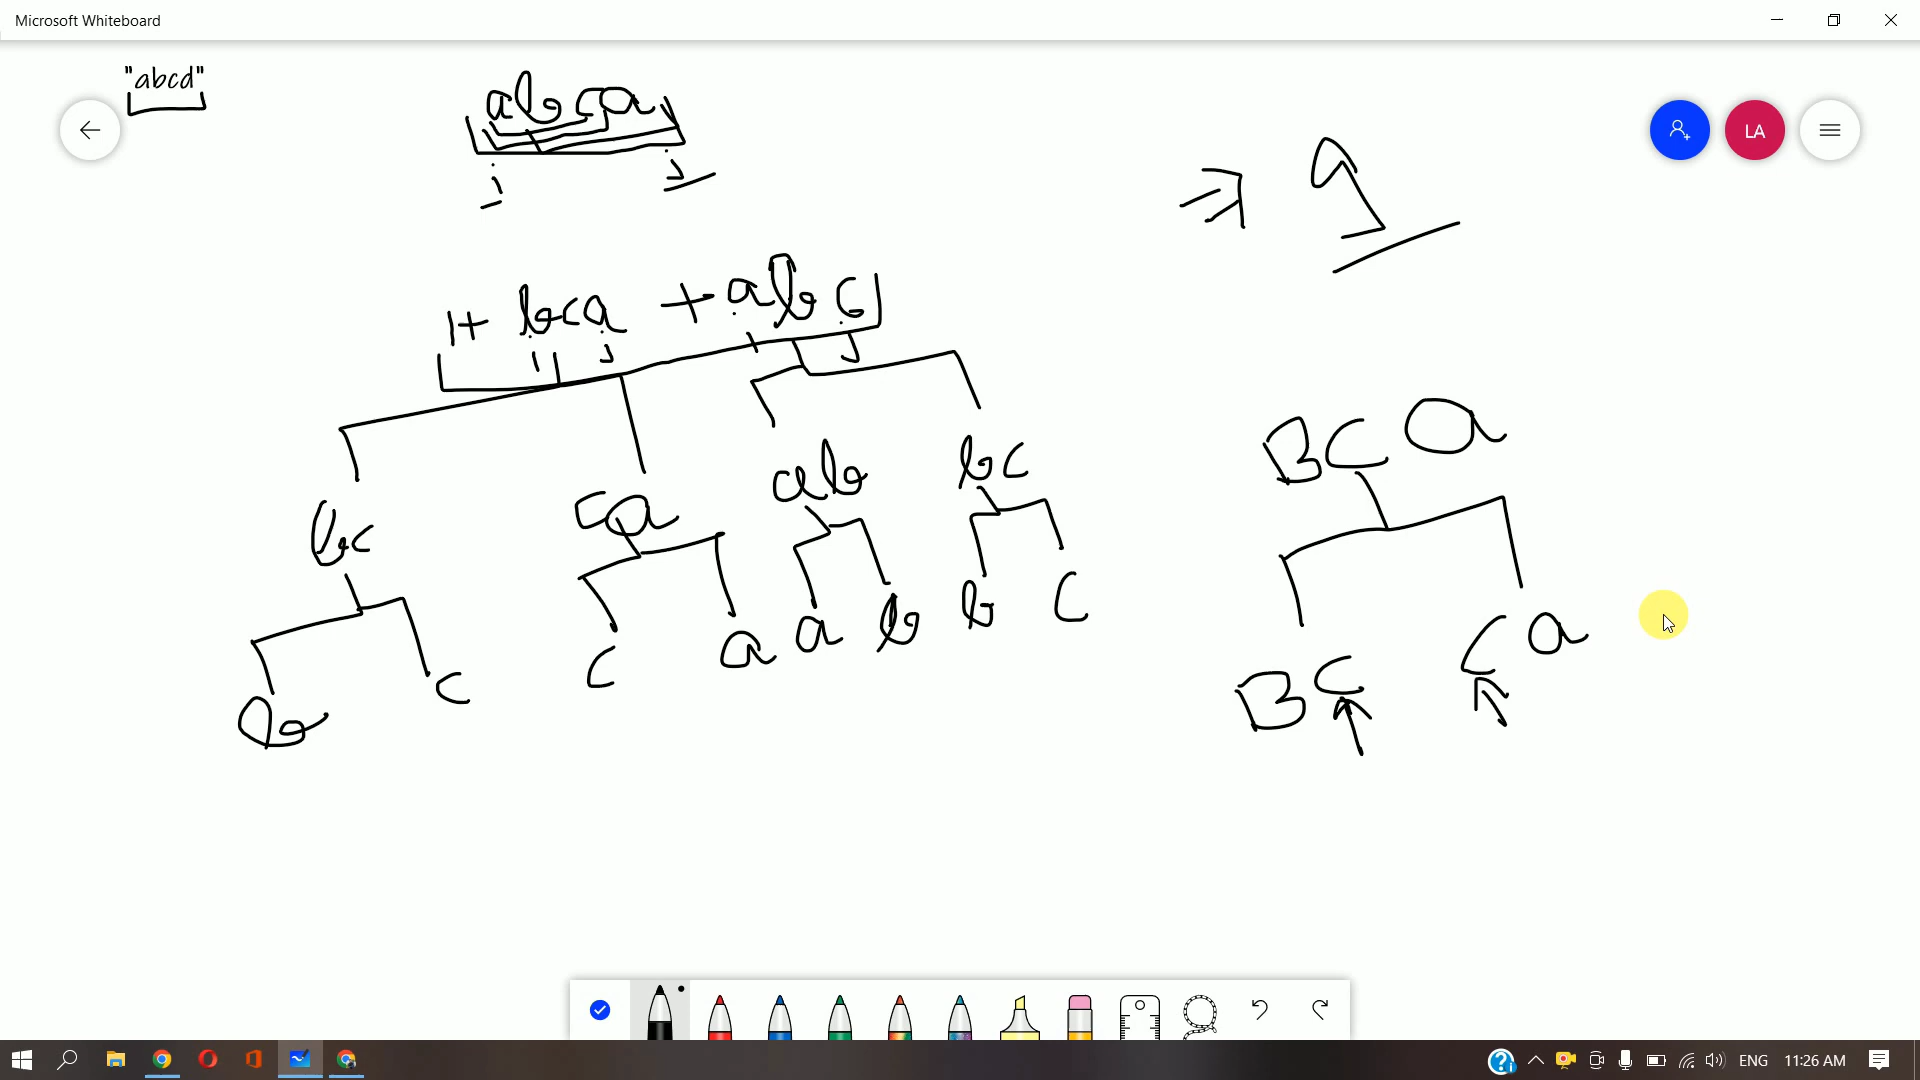 Microsoft Whiteboard
"abcd"
abca
i j
LA
⇒ 9
1+ bca + abc
i j i j
bc ca ab bc
b c c a a b b c
BCa
BC Ca
ENG 11:26 AM